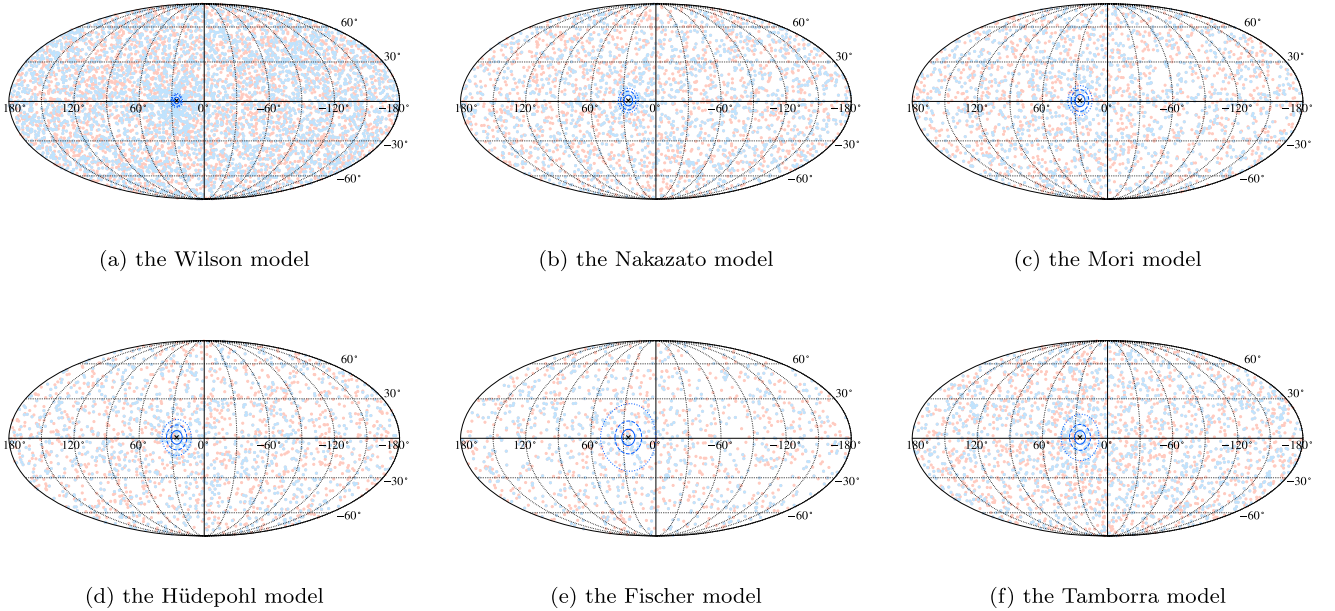 60° 60° 60°
30° 30° 30°
180° 120 60 0° −60° −120° −180° 180° 120 60 0° −60° −120° −180° 180° 120 60 0° −60° −120° −180°
−30° −30° −30°
−60° −60° −60°
(a) the Wilson model (b) the Nakazato model (c) the Mori model
60° 60° 60°
30° 30° 30°
180° 120 60 0° −60° −120° −180° 180° 120 60 0° −60° −120° −180° 180° 120 60 0° −60° −120° −180°
−30° −30° −30°
−60° −60° −60°
(d) the Hüdepohl model (e) the Fischer model (f) the Tamborra model